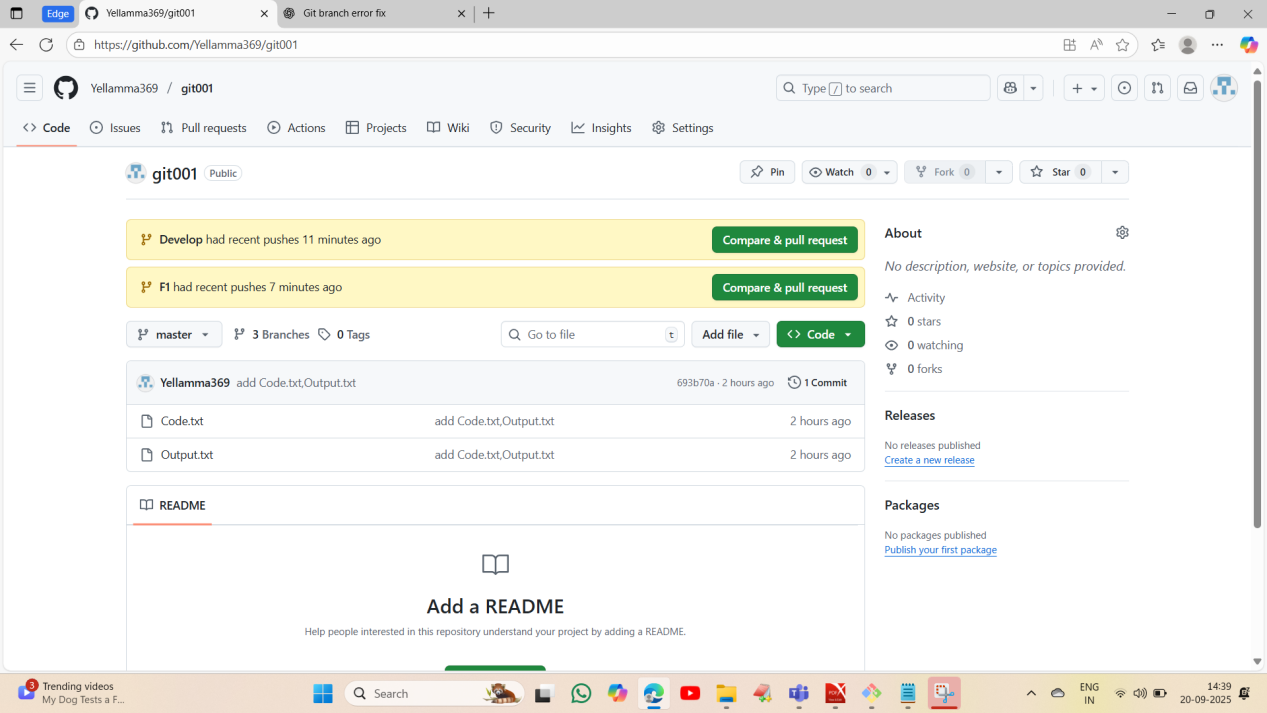 Edge
Yellamma369/git001
Git branch error fix
https://github.com/Yellamma369/git001
Yellamma369 / git001
Type / to search
Code
Issues
Pull requests
Actions
Projects
Wiki
Security
Insights
Settings
git001 Public
Pin
Watch 0
Fork 0
Star 0
Develop had recent pushes 11 minutes ago
Compare & pull request
F1 had recent pushes 7 minutes ago
Compare & pull request
master
3 Branches
0 Tags
Go to file t
Add file
<> Code
Yellamma369 add Code.txt,Output.txt
693b70a · 2 hours ago
1 Commit
Code.txt add Code.txt,Output.txt 2 hours ago
Output.txt add Code.txt,Output.txt 2 hours ago
README
Add a README
Help people interested in this repository understand your project by adding a README.
About
No description, website, or topics provided.
Activity
0 stars
0 watching
0 forks
Releases
No releases published
Create a new release
Packages
No packages published
Publish your first package
3
Trending videos
My Dog Tests a F...
Search
ENG
IN
14:39
20-09-2025